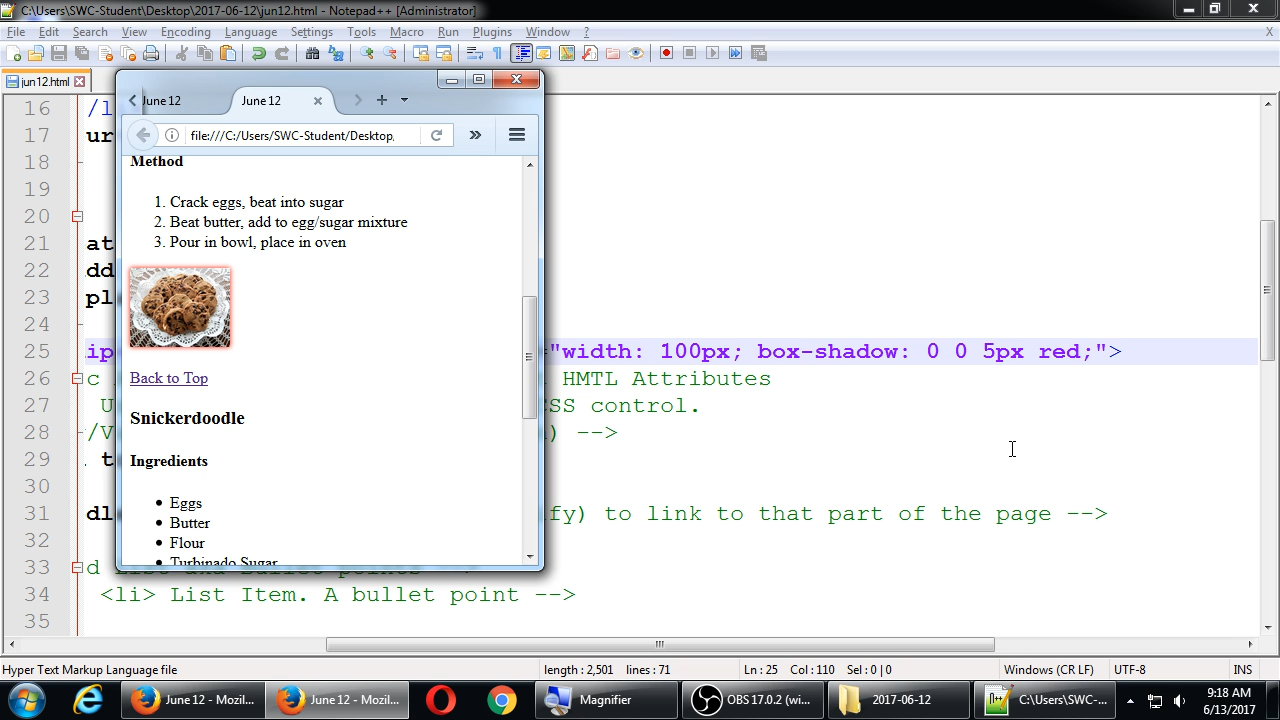 C:\Users\SWC-Student\Desktop\2017-06-12\jun12.html - Notepad++ [Administrator]
File Edit Search View Encoding Language Settings Tools Macro Run Plugins Window ? X
jun12.html
June 12 June 12
file:///C:/Users/SWC-Student/Desktop
Method
1. Crack eggs, beat into sugar
2. Beat butter, add to egg/sugar mixture
3. Pour in bowl, place in oven
Back to Top
Snickerdoodle
Ingredients
• Eggs
• Butter
• Flour
• Turbinado Sugar
16 /l
17 ur
18
19
20
21 at
22 dd
23 pl
24
25 ip ="width: 100px; box-shadow: 0 0 5px red;">
26 c HMTL Attributes
27 U SS control.
28 /V ) -->
29 . t
30
31 dl fy) to link to that part of the page -->
32
33 d
34 <li> List Item. A bullet point -->
35
Hyper Text Markup Language file length : 2,501 lines : 71 Ln : 25 Col : 110 Sel : 0 | 0 Windows (CR LF) UTF-8 INS
June 12 - Mozil... June 12 - Mozil... Magnifier OBS 17.0.2 (wi... 2017-06-12 C:\Users\SWC-... 9:18 AM
6/13/2017